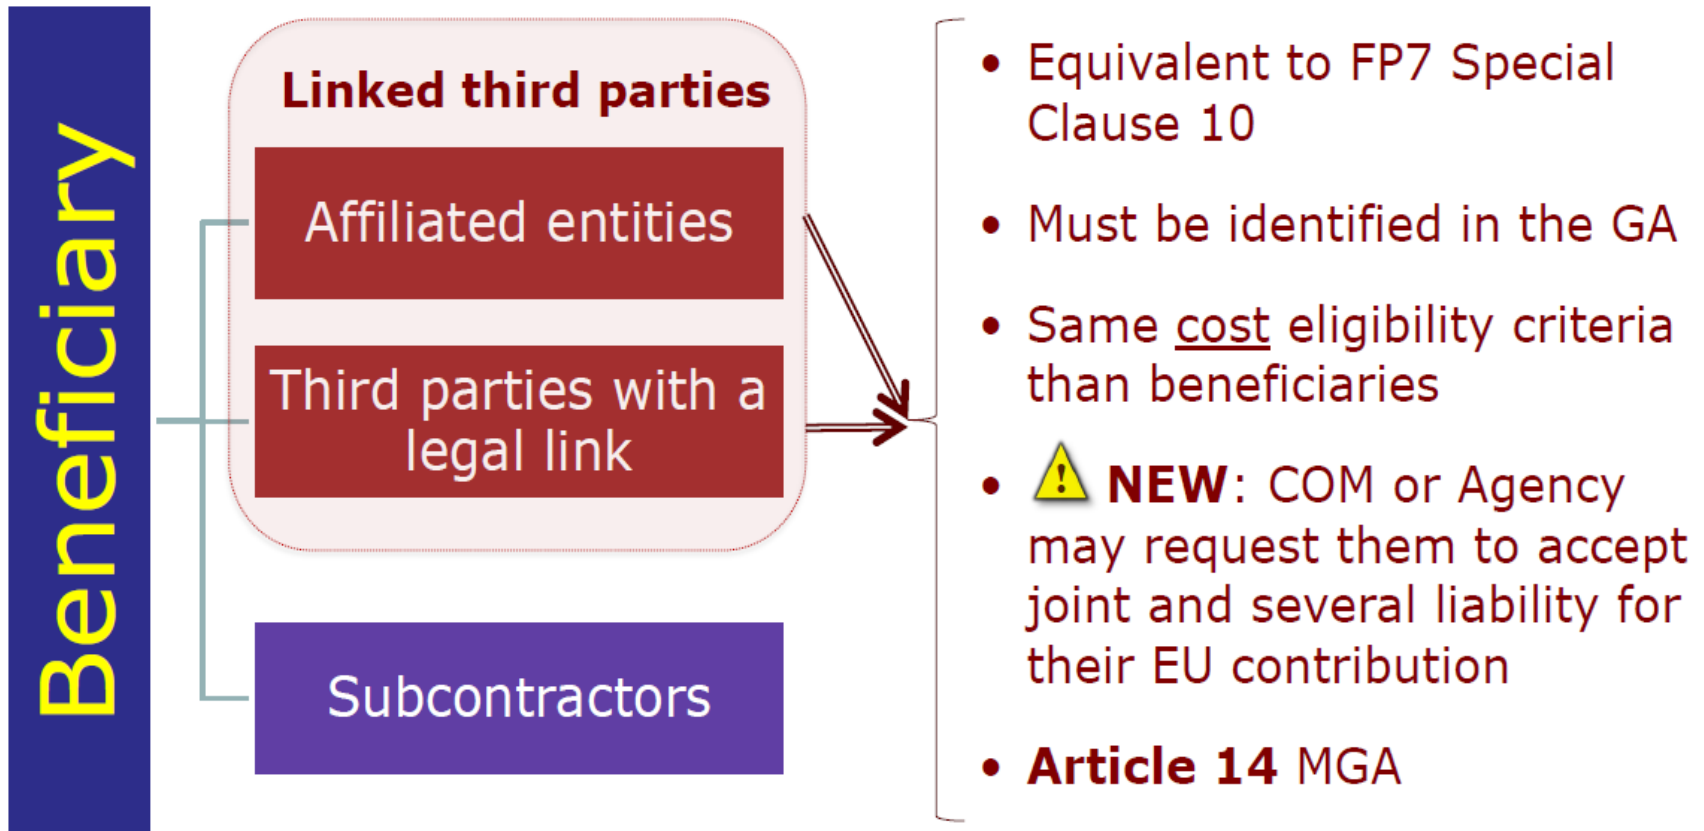 Beneficiary
Linked third parties
Affiliated entities
Third parties with a
legal link
Subcontractors
• Equivalent to FP7 Special
Clause 10
• Must be identified in the GA
• Same cost eligibility criteria
than beneficiaries
• ! NEW: COM or Agency
may request them to accept
joint and several liability for
their EU contribution
• Article 14 MGA